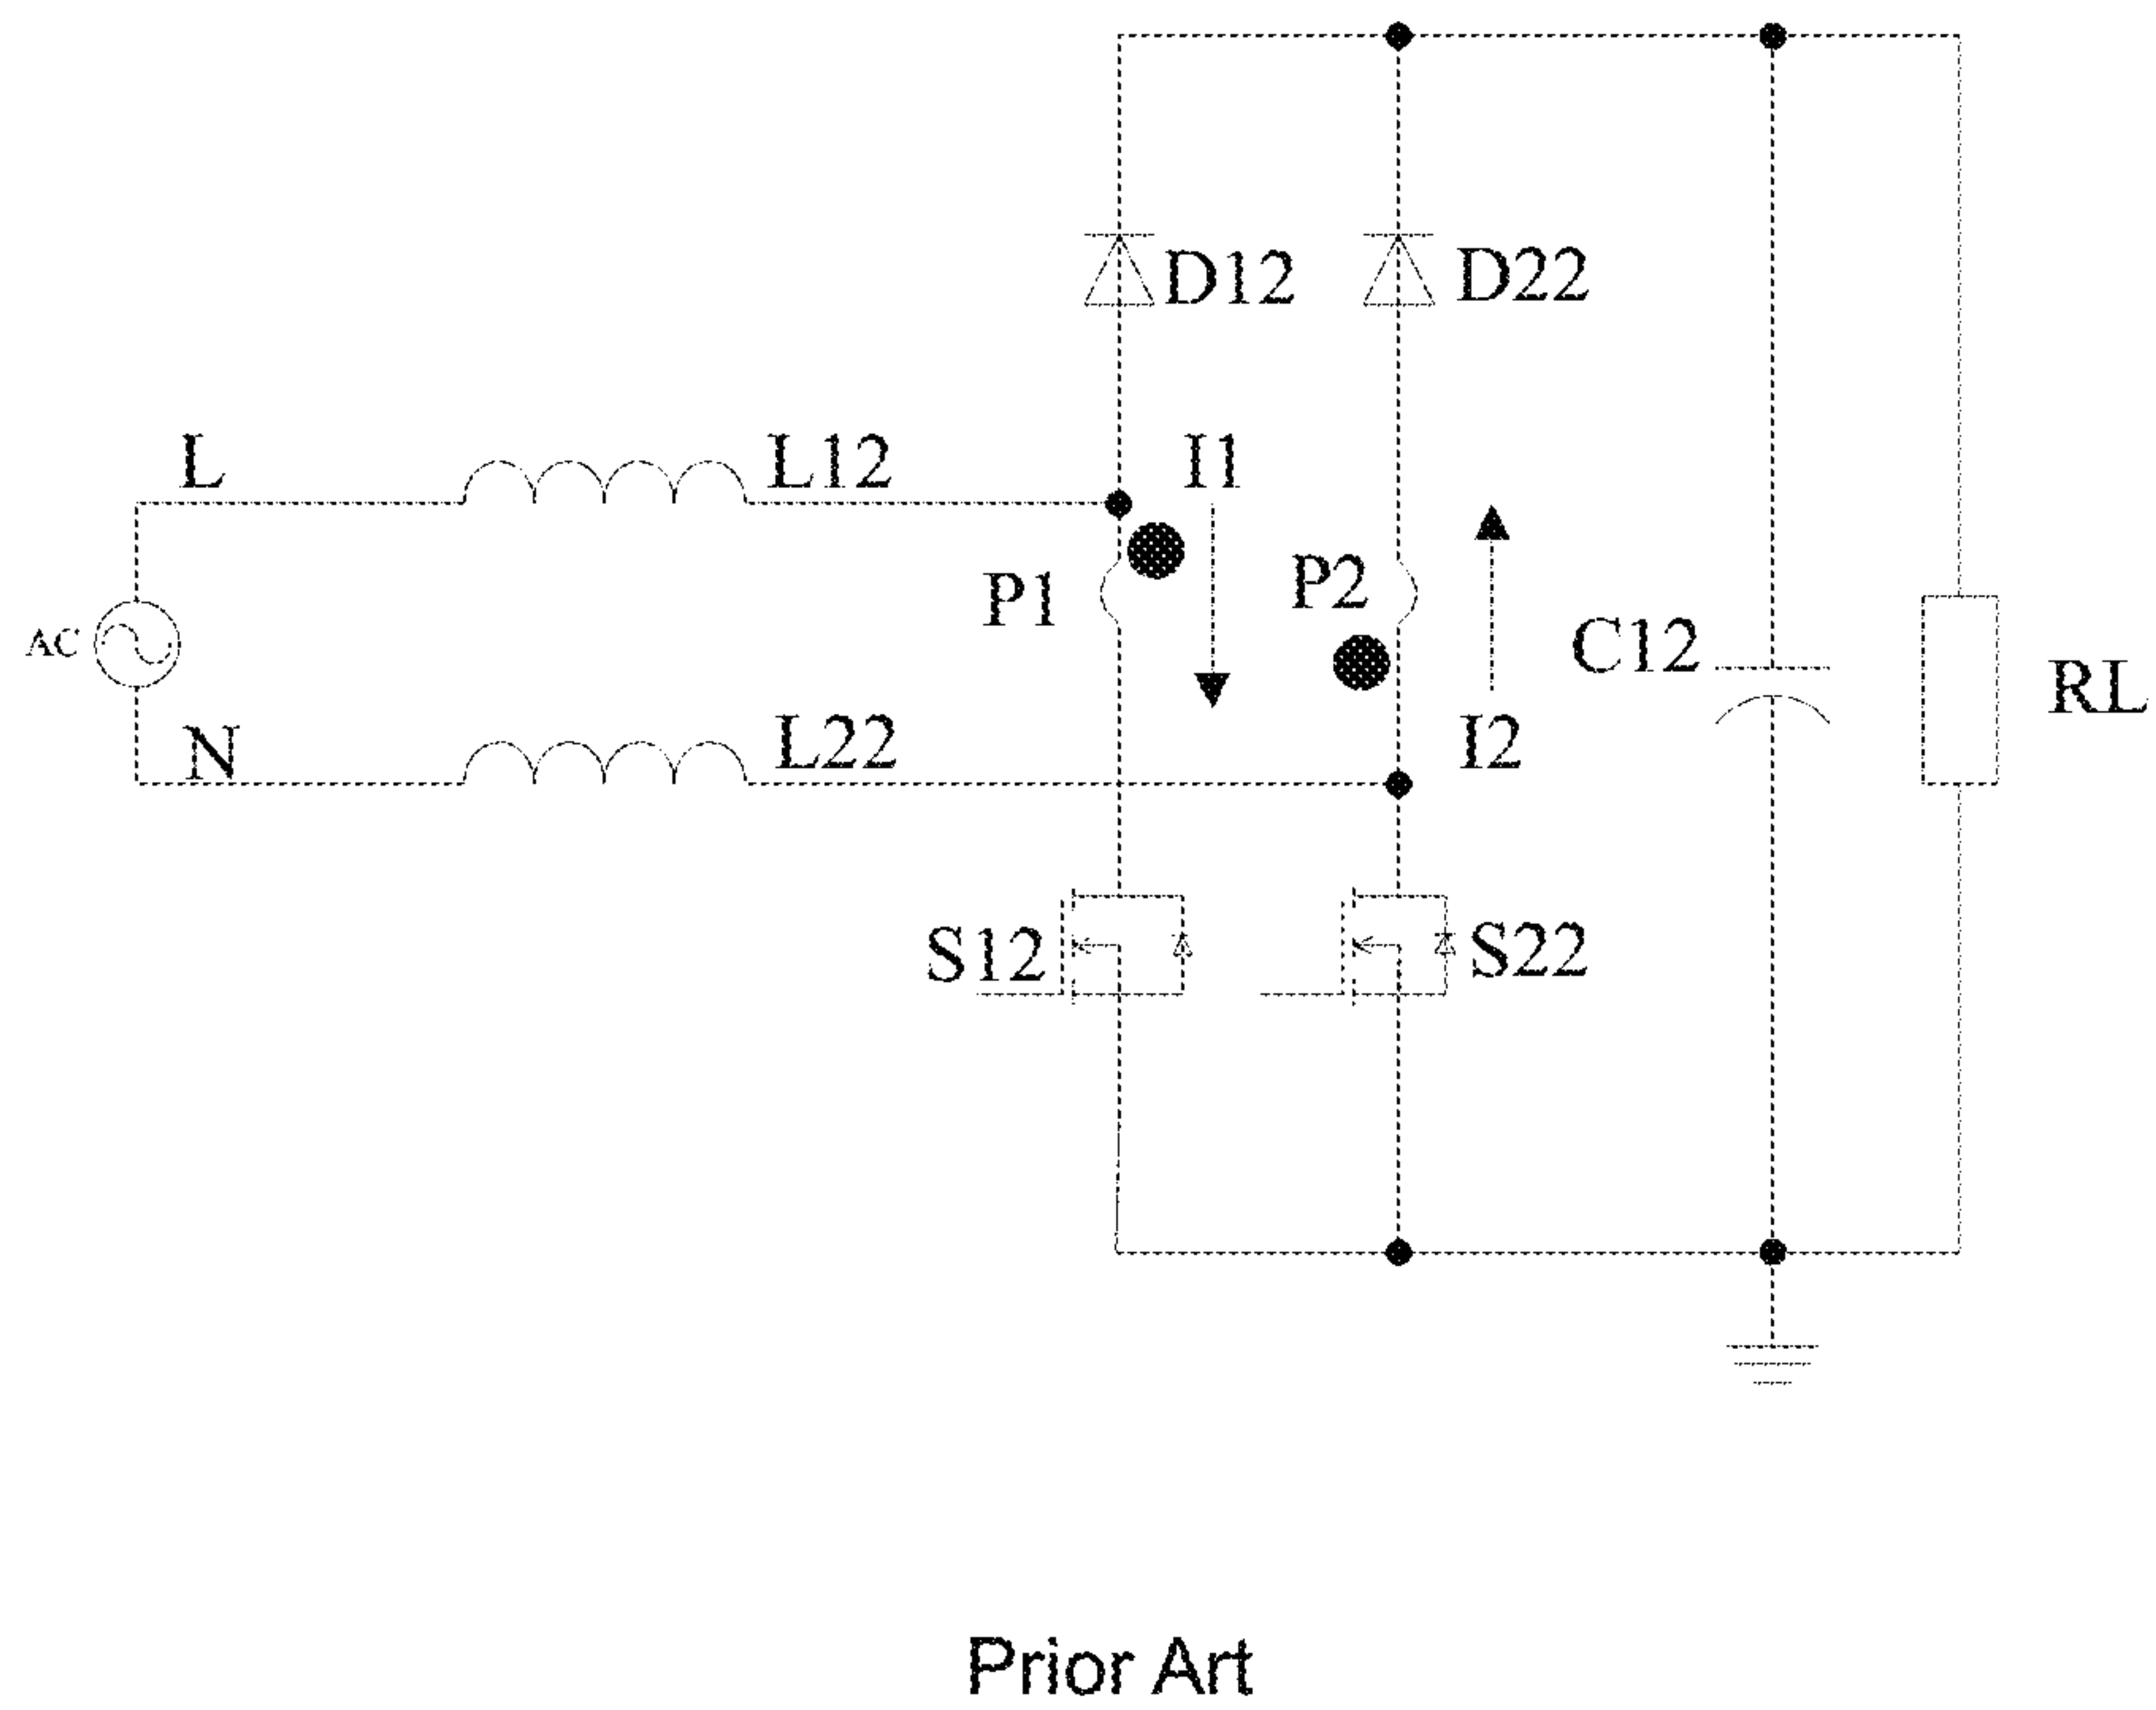 D12
D22
L
L12
I1
P1
P2
C12
RL
AC
N
L22
I2
S12
S22
Prior Art